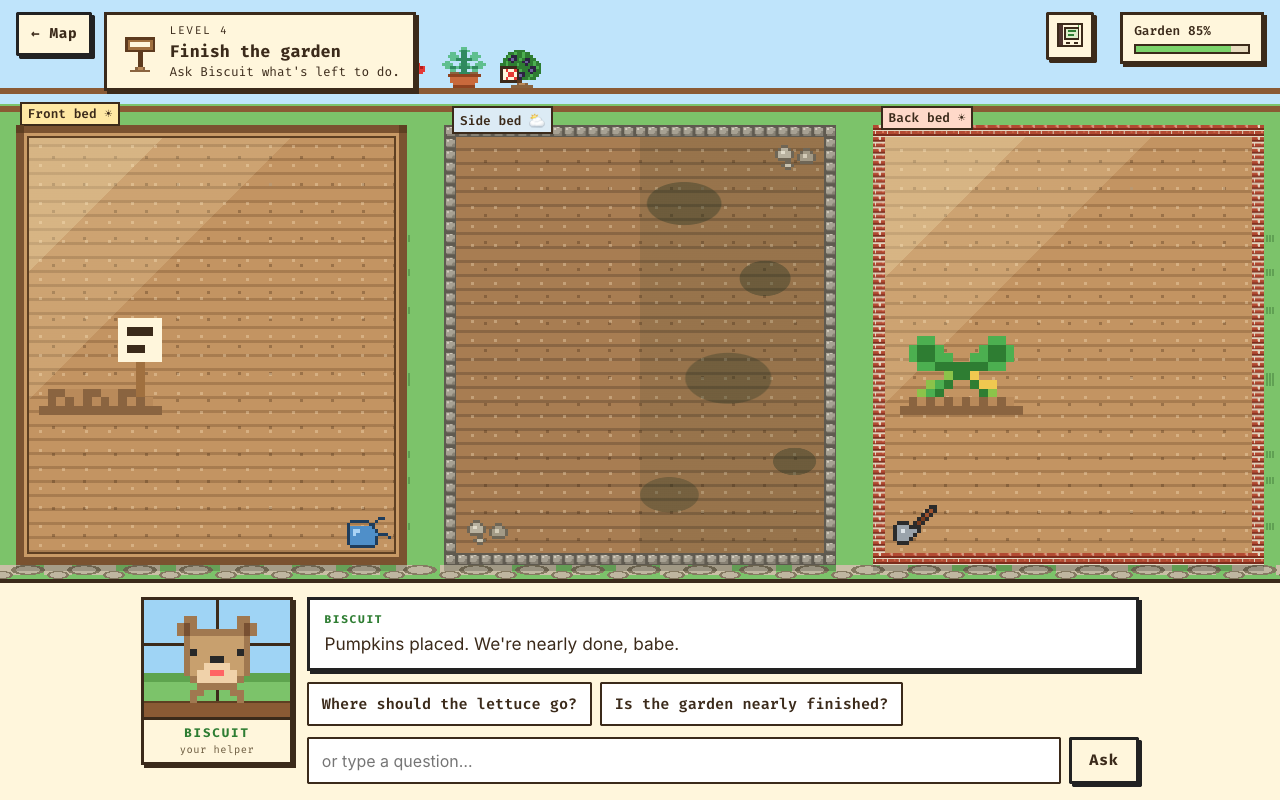 ← Map
LEVEL 4
Finish the garden
Ask Biscuit what's left to do.
Garden 85%
Front bed ☀
Side bed ⛅
Back bed ☀
BISCUIT
Pumpkins placed. We're nearly done, babe.
Where should the lettuce go?
Is the garden nearly finished?
BISCUIT
your helper
or type a question...
Ask